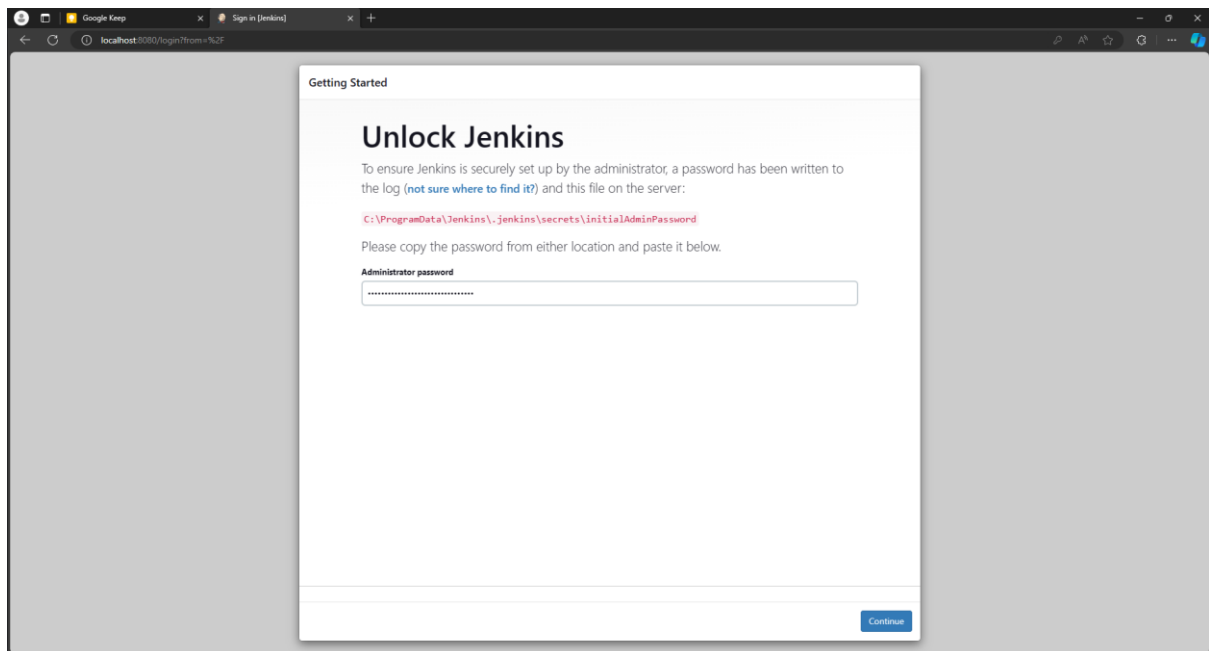 Google Keep
Sign in [Jenkins]
localhost:8080/login?from=%2F
Getting Started
Unlock Jenkins
To ensure Jenkins is securely set up by the administrator, a password has been written to
the log (not sure where to find it?) and this file on the server:
C:\ProgramData\Jenkins\.jenkins\secrets\initialAdminPassword
Please copy the password from either location and paste it below.
Administrator password
Continue